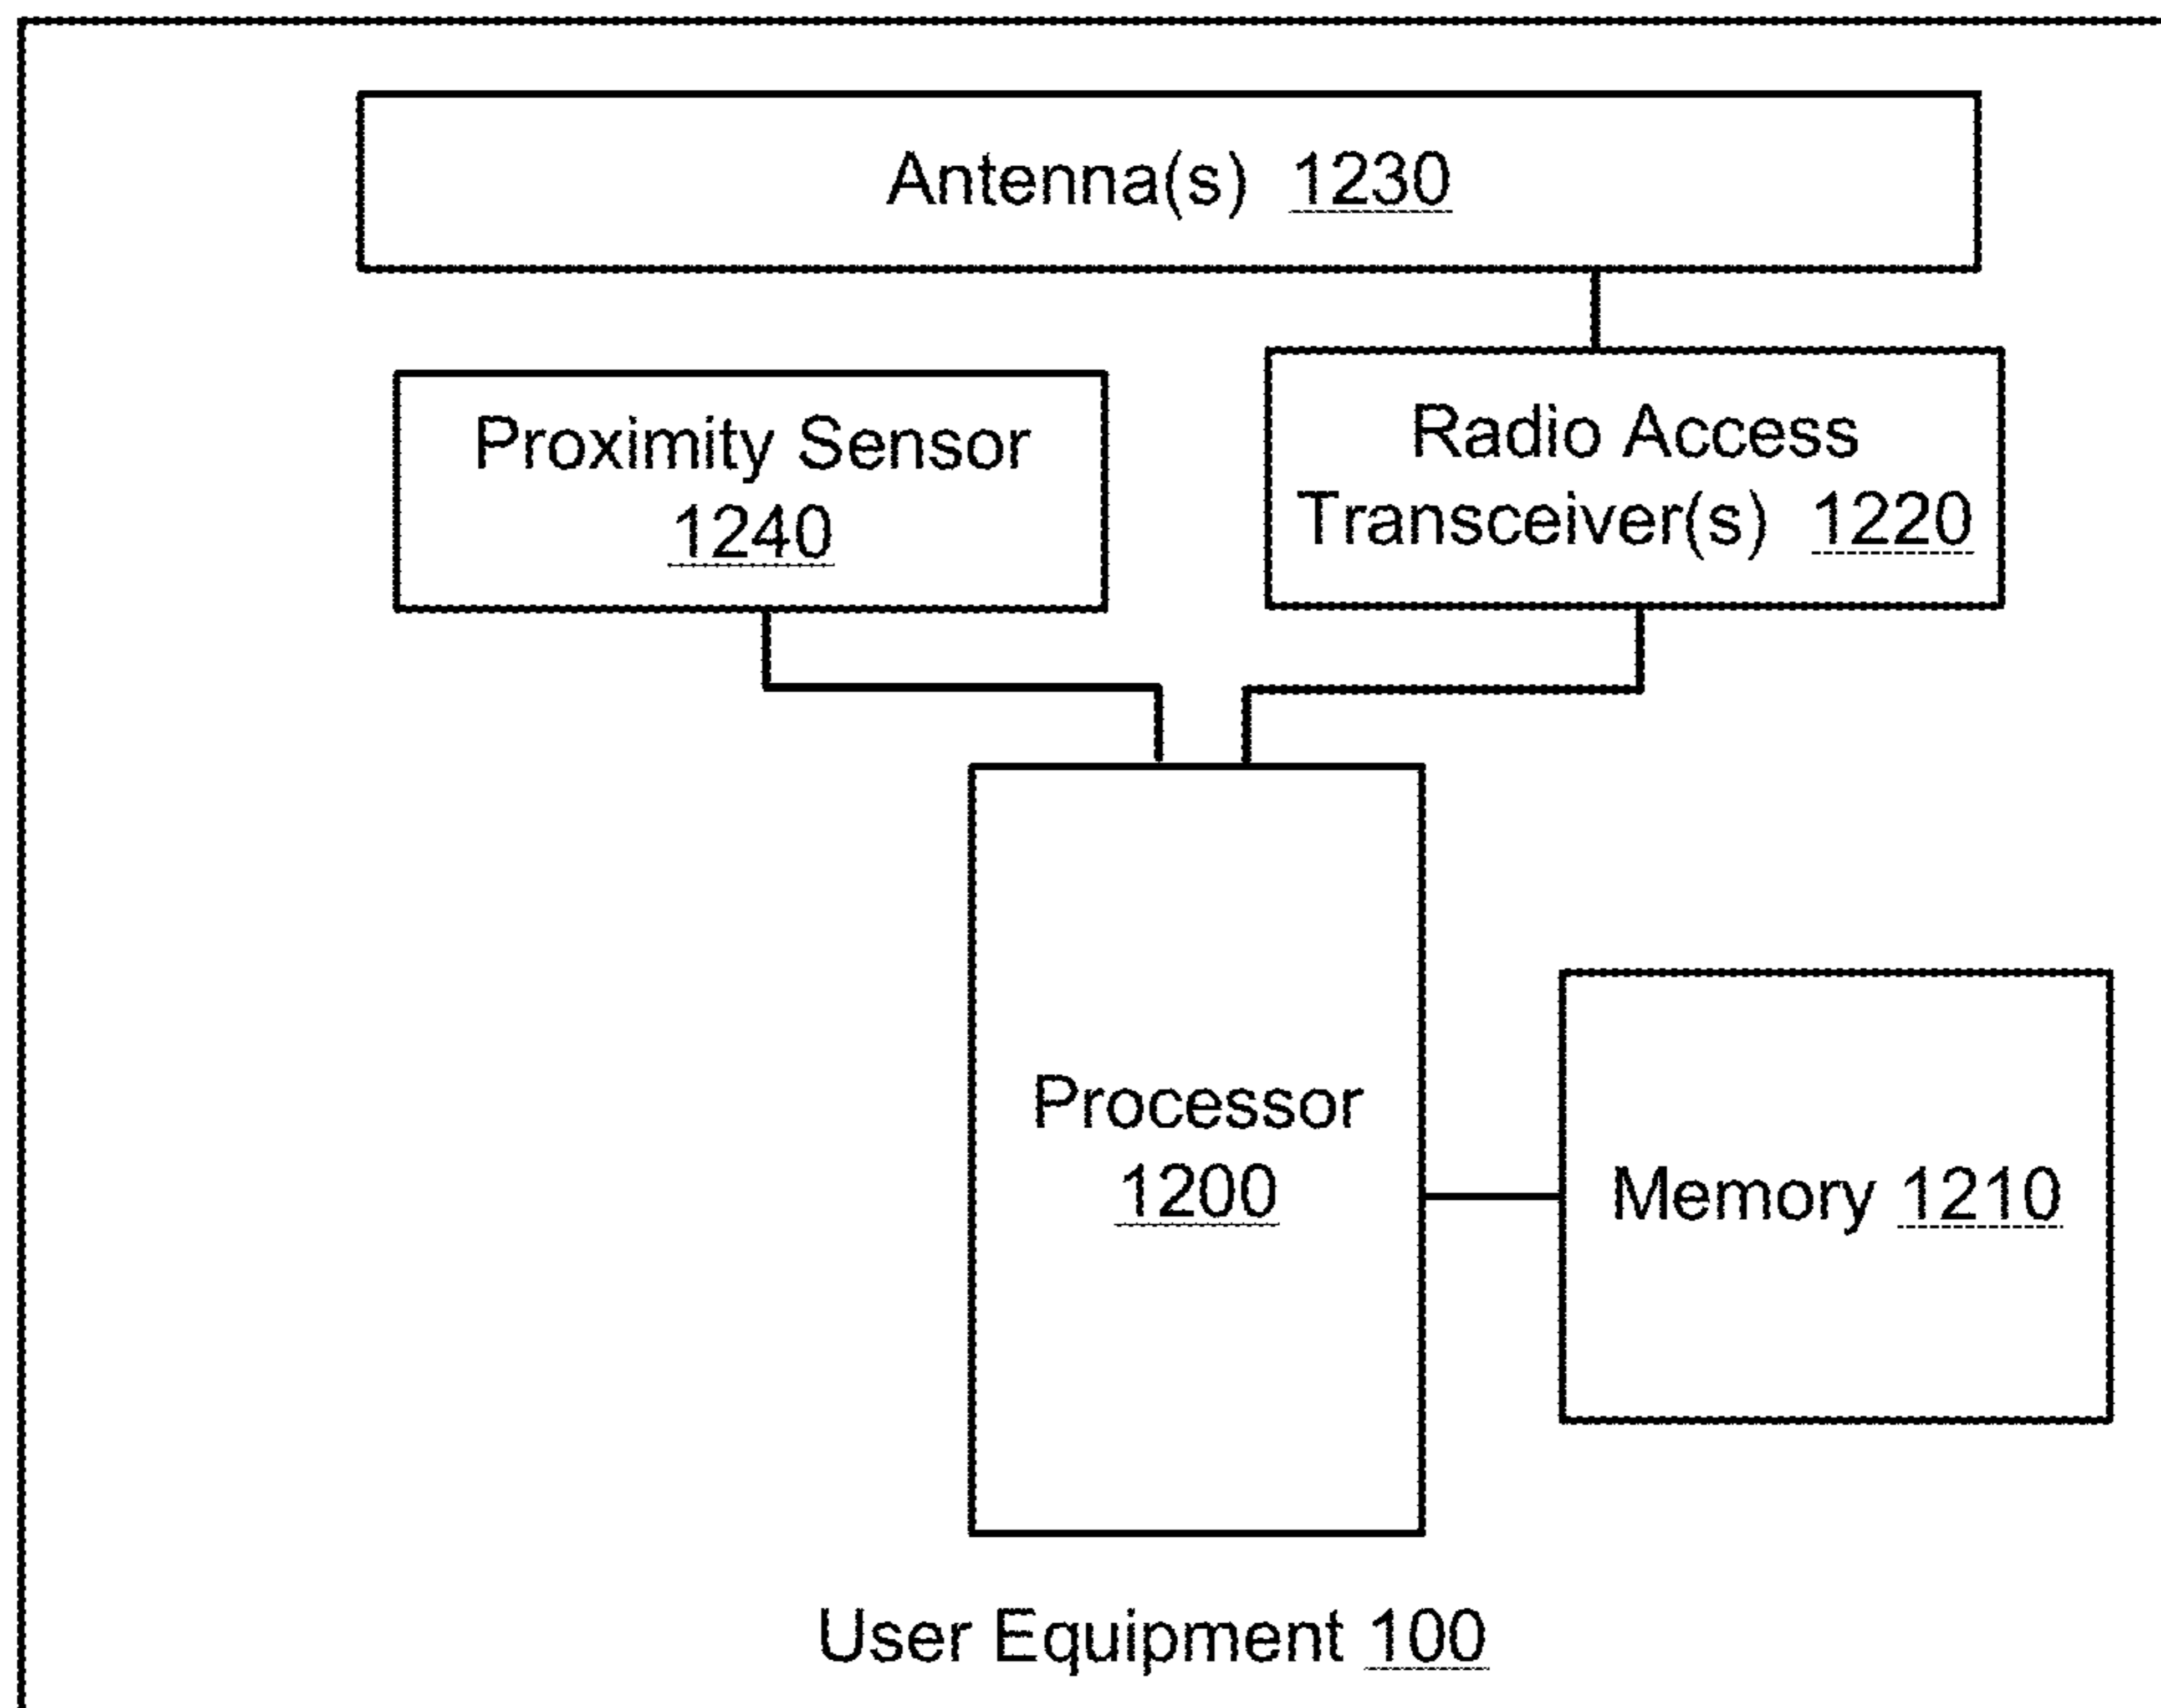 Antenna(s) 1230
Proximity Sensor
1240
Radio Access
Transceiver(s) 1220
Processor
1200
Memory 1210
User Equipment 100